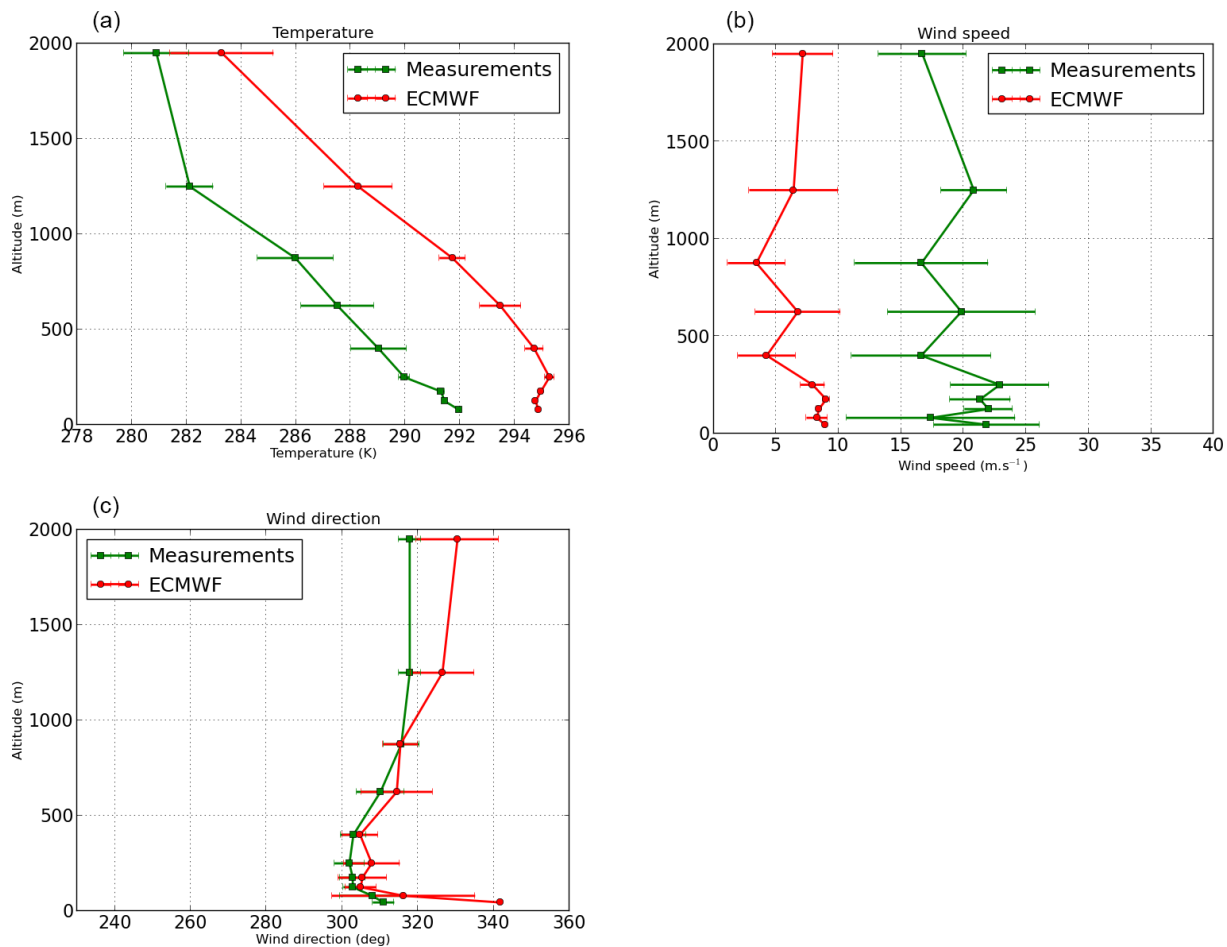 (a)
Temperature
Measurements
ECMWF
2000
1500
1000
500
0
Altitude (m)
278 280 282 284 286 288 290 292 294 296
Temperature (K)
(b)
Wind speed
Measurements
ECMWF
2000
1500
1000
500
0
Altitude (m)
0 5 10 15 20 25 30 35 40
Wind speed (m.s⁻¹)
(c)
Wind direction
Measurements
ECMWF
2000
1500
1000
500
0
Altitude (m)
240 260 280 300 320 340 360
Wind direction (deg)